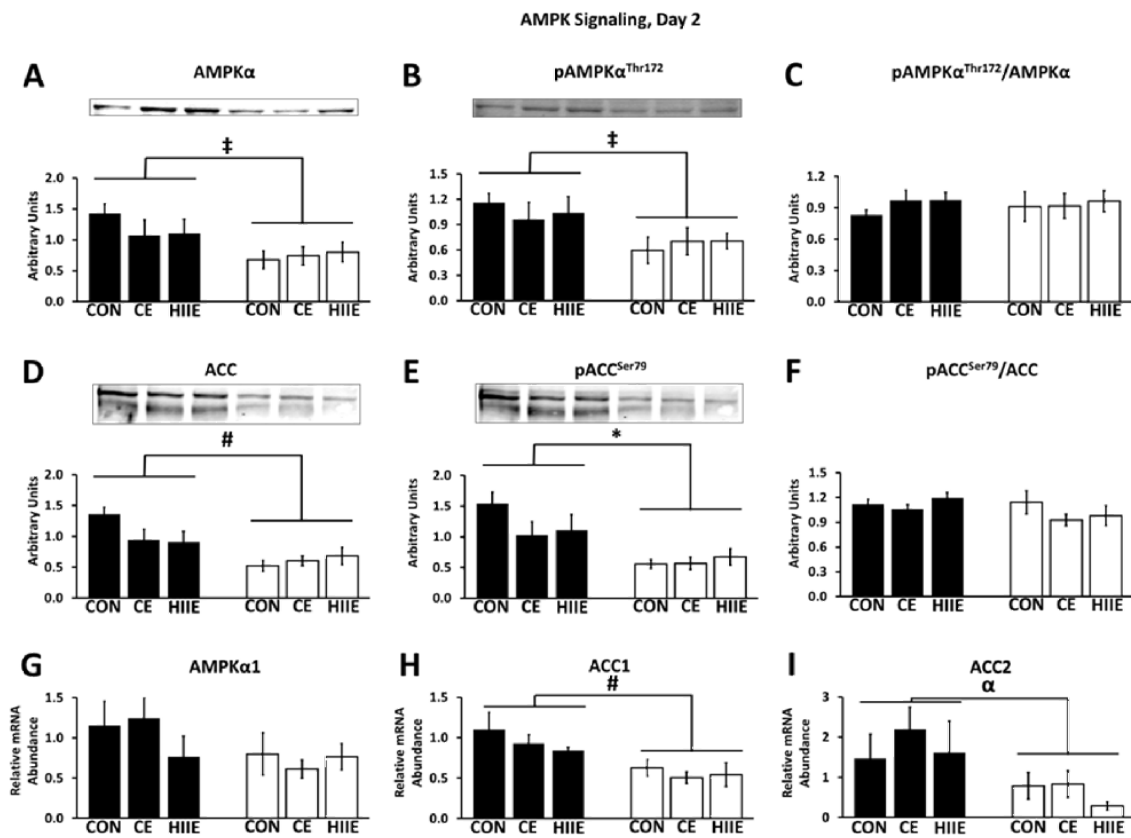 AMPK Signaling, Day 2
A
AMPKα
‡
Arbitrary Units
2.0
1.5
1.0
0.5
0.0
CON CE HIIE CON CE HIIE
B
pAMPKα^Thr172
‡
Arbitrary Units
1.5
1.2
0.9
0.6
0.3
0.0
CON CE HIIE CON CE HIIE
C
pAMPKα^Thr172/AMPKα
Arbitrary Units
1.2
0.9
0.6
0.3
0.0
CON CE HIIE CON CE HIIE
D
ACC
#
Arbitrary Units
2.0
1.5
1.0
0.5
0.0
CON CE HIIE CON CE HIIE
E
pACC^Ser79
*
Arbitrary Units
2.0
1.5
1.0
0.5
0.0
CON CE HIIE CON CE HIIE
F
pACC^Ser79/ACC
Arbitrary Units
1.5
1.2
0.9
0.6
0.3
0.0
CON CE HIIE CON CE HIIE
G
AMPKα1
Relative mRNA
Abundance
1.5
1.0
0.5
0.0
CON CE HIIE CON CE HIIE
H
ACC1
#
Relative mRNA
Abundance
1.5
1.0
0.5
0.0
CON CE HIIE CON CE HIIE
I
ACC2
α
Relative mRNA
Abundance
3
2
1
0
CON CE HIIE CON CE HIIE